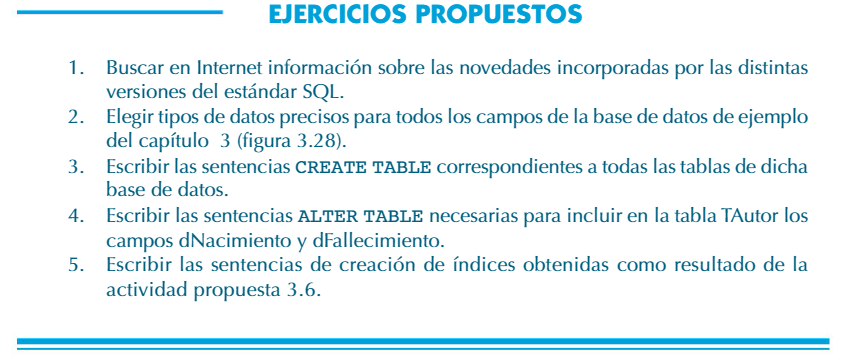 EJERCICIOS PROPUESTOS
1. Buscar en Internet información sobre las novedades incorporadas por las distintas
versiones del estándar SQL.
2. Elegir tipos de datos precisos para todos los campos de la base de datos de ejemplo
del capítulo 3 (figura 3.28).
3. Escribir las sentencias CREATE TABLE correspondientes a todas las tablas de dicha
base de datos.
4. Escribir las sentencias ALTER TABLE necesarias para incluir en la tabla TAutor los
campos dNacimiento y dFallecimiento.
5. Escribir las sentencias de creación de índices obtenidas como resultado de la
actividad propuesta 3.6.